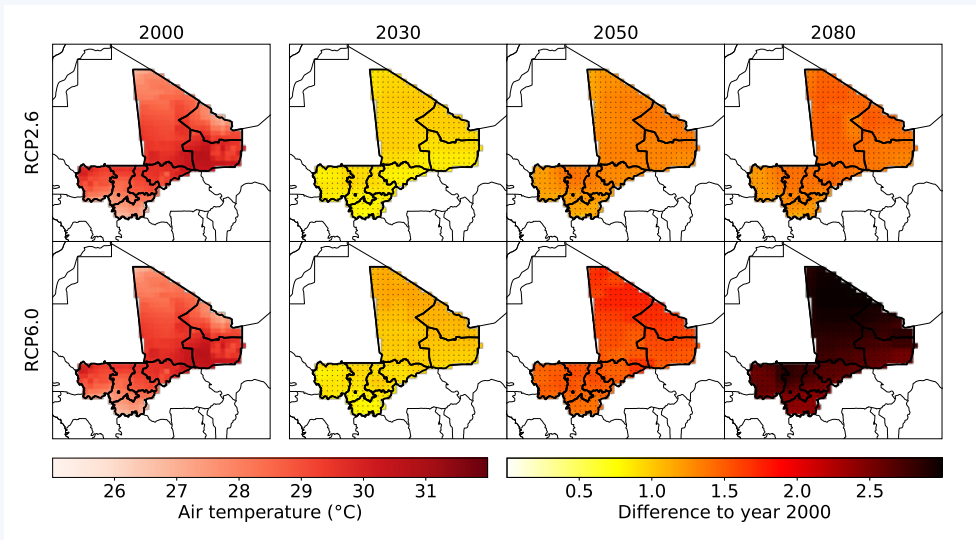 2000 2030 2050 2080
RCP2.6
RCP6.0
26 27 28 29 30 31
Air temperature (°C)
0.5 1.0 1.5 2.0 2.5
Difference to year 2000